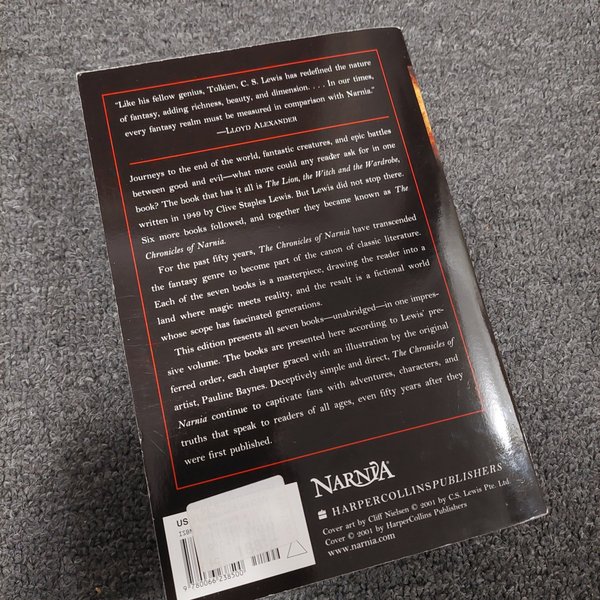 "Like his fellow genius, Tolkien, C. S. Lewis has redefined the nature
of fantasy, adding richness, beauty, and dimension. . . . In our times,
every fantasy realm must be measured in comparison with Narnia."
—LLOYD ALEXANDER
Journeys to the end of the world, fantastic creatures, and epic battles
between good and evil—what more could any reader ask for in one
book? The book that has it all is The Lion, the Witch and the Wardrobe,
written in 1949 by Clive Staples Lewis. But Lewis did not stop there.
Six more books followed, and together they became known as The
Chronicles of Narnia.
For the past fifty years, The Chronicles of Narnia have transcended
the fantasy genre to become part of the canon of classic literature.
Each of the seven books is a masterpiece, drawing the reader into a
land where magic meets reality, and the result is a fictional world
whose scope has fascinated generations.
This edition presents all seven books—unabridged—in one impres-
sive volume. The books are presented here according to Lewis' pre-
ferred order, each chapter graced with an illustration by the original
artist, Pauline Baynes. Deceptively simple and direct, The Chronicles of
Narnia continue to captivate fans with adventures, characters, and
truths that speak to readers of all ages, even fifty years after they
were first published.
NARNIA®
HARPERCOLLINSPUBLISHERS
Cover art by Cliff Nielsen © 2001 by C.S. Lewis Pte. Ltd.
Cover © 2001 by HarperCollins Publishers
www.narnia.com
US
ISBN
9 780066 238500